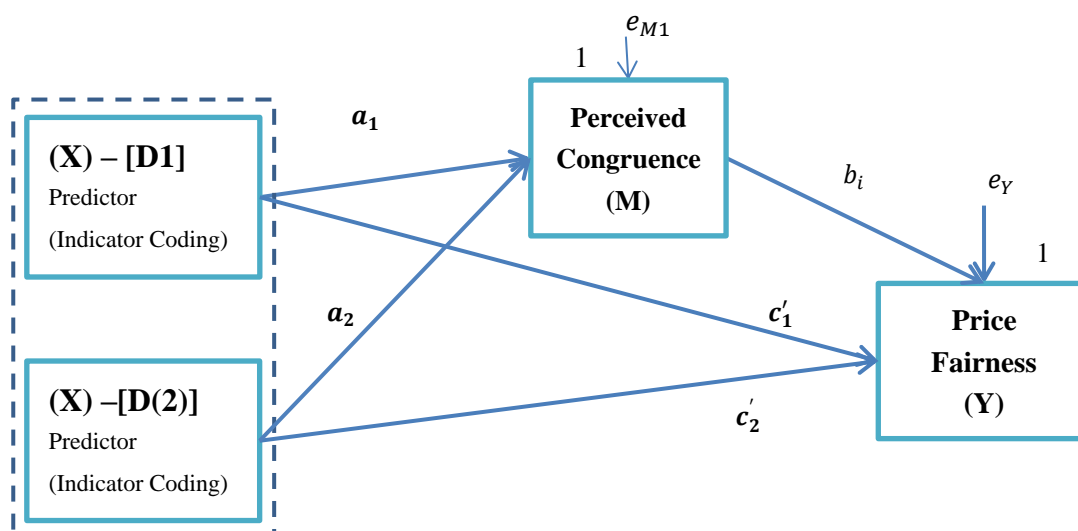 e_{M1}
1
a_1
Perceived
Congruence
(M)
(X) – [D1]
Predictor
(Indicator Coding)
b_i
e_Y
1
a_2
c'_1
Price
Fairness
(Y)
(X) –[D(2)]
Predictor
(Indicator Coding)
c'_2